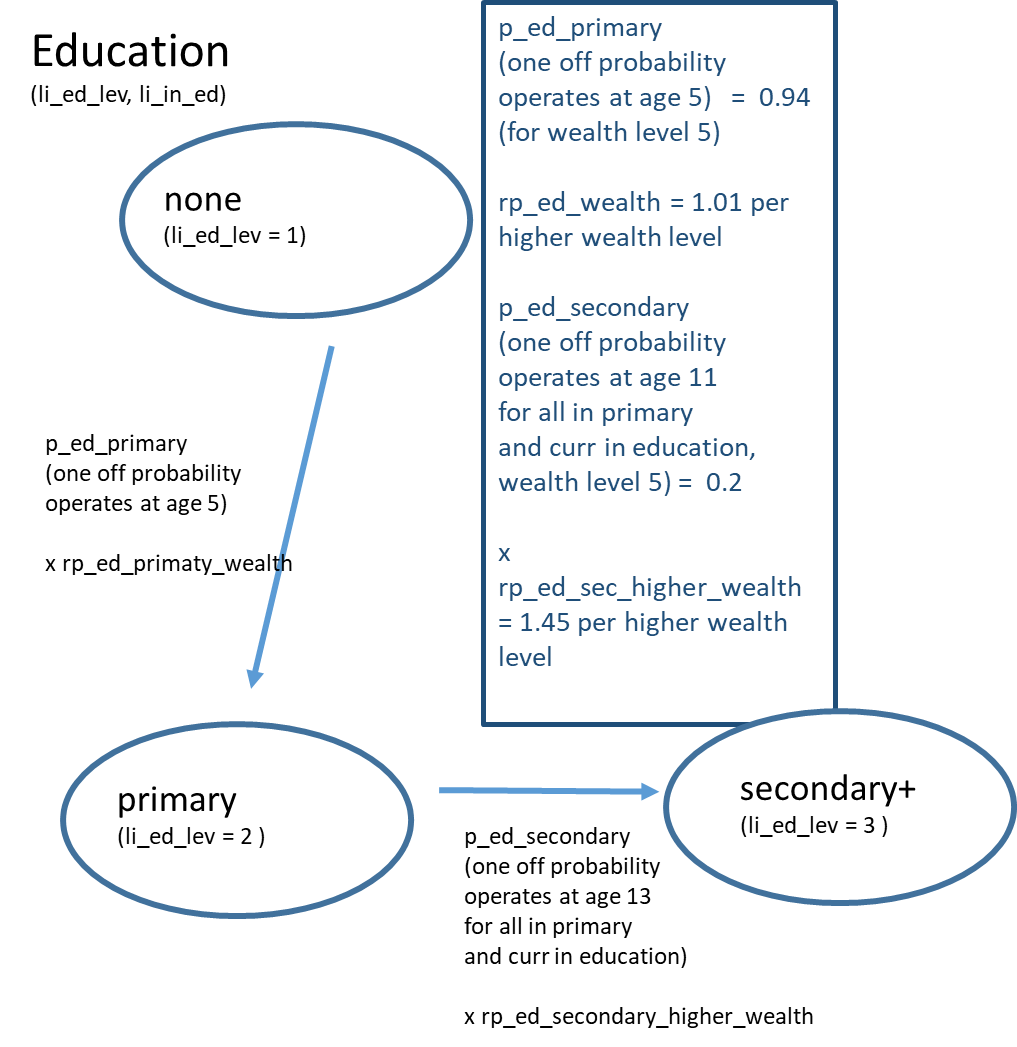 Education
(li_ed_lev, li_in_ed)
none
(li_ed_lev = 1)
p_ed_primary
(one off probability
operates at age 5)   =  0.94
(for wealth level 5)
rp_ed_wealth = 1.01 per
higher wealth level
p_ed_secondary
(one off probability
operates at age 11
for all in primary
and curr in education,
wealth level 5) =  0.2
x
rp_ed_sec_higher_wealth
= 1.45 per higher wealth
level
p_ed_primary
(one off probability
operates at age 5)
x rp_ed_primaty_wealth
primary
(li_ed_lev = 2 )
secondary+
(li_ed_lev = 3 )
p_ed_secondary
(one off probability
operates at age 13
for all in primary
and curr in education)
x rp_ed_secondary_higher_wealth